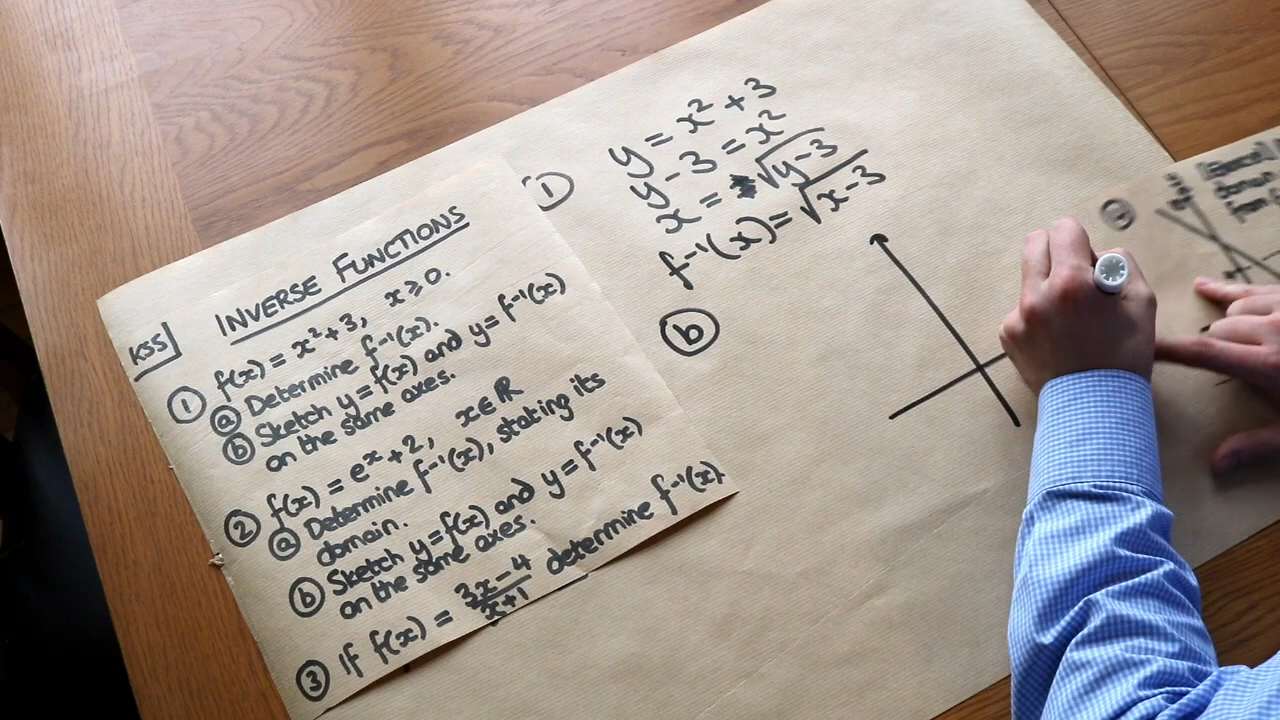 KS5
INVERSE FUNCTIONS
① f(x) = x² + 3, x ⩾ 0.
ⓐ Determine f⁻¹(x).
ⓑ Sketch y = f(x) and y = f⁻¹(x)
on the same axes.
② f(x) = eˣ + 2, x ∈ ℝ
ⓐ Determine f⁻¹(x), stating its
domain.
ⓑ Sketch y = f(x) and y = f⁻¹(x)
on the same axes.
③ If f(x) = (3x - 4)/(x + 1) determine f⁻¹(x).
①
y = x² + 3
y - 3 = x²
x = √(y - 3)
f⁻¹(x) = √(x - 3)
ⓑ